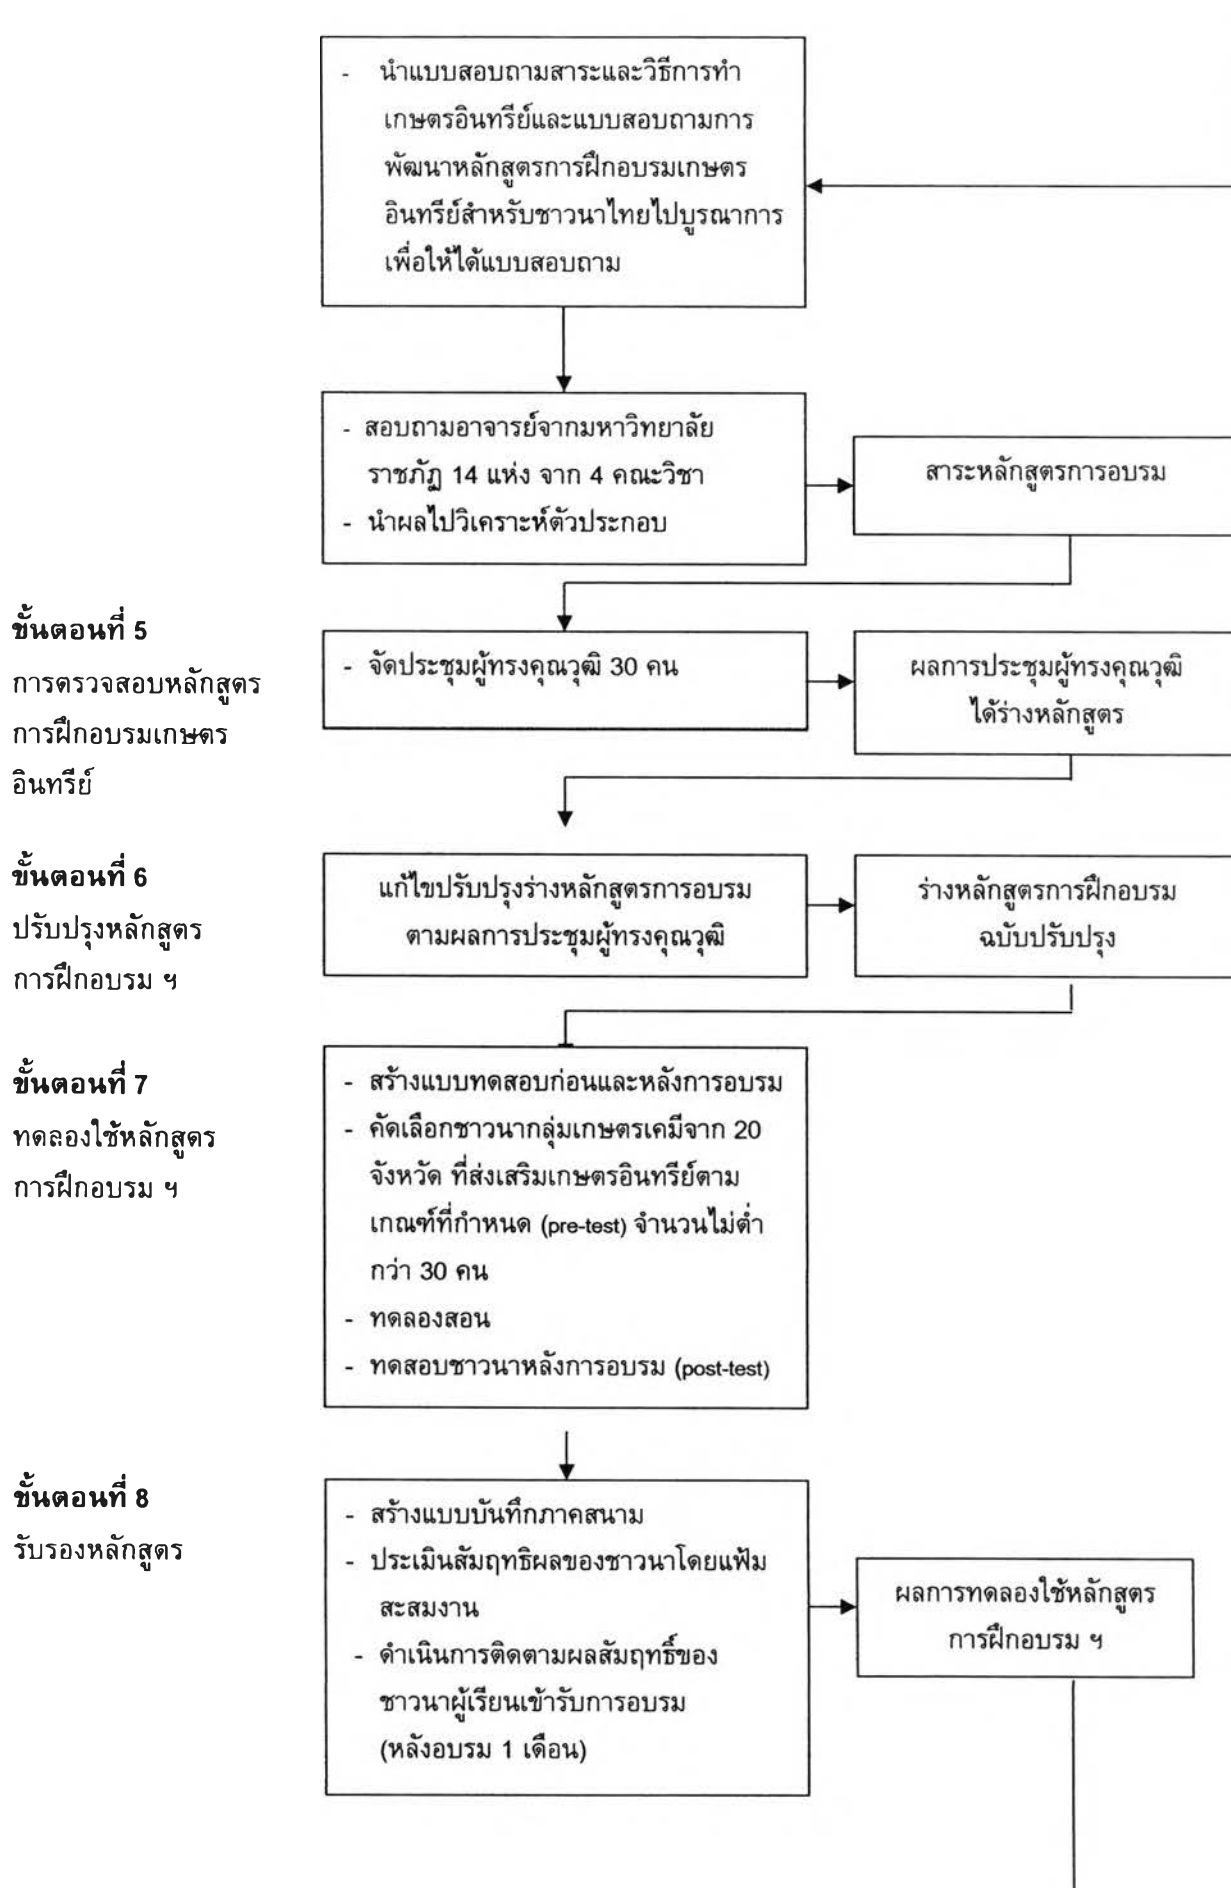 - นำแบบสอบถามสาระและวิธีการทำ
เกษตรอินทรีย์และแบบสอบถามการ
พัฒนาหลักสูตรการฝึกอบรมเกษตร
อินทรีย์สำหรับชาวนาไทยไปบูรณาการ
เพื่อให้ได้แบบสอบถาม
- สอบถามอาจารย์จากมหาวิทยาลัย
ราชภัฏ 14 แห่ง จาก 4 คณะวิชา
- นำผลไปวิเคราะห์ตัวประกอบ
สาระหลักสูตรการอบรม
ขั้นตอนที่ 5
การตรวจสอบหลักสูตร
การฝึกอบรมเกษตร
อินทรีย์
- จัดประชุมผู้ทรงคุณวุฒิ 30 คน
ผลการประชุมผู้ทรงคุณวุฒิ
ได้ร่างหลักสูตร
ขั้นตอนที่ 6
ปรับปรุงหลักสูตร
การฝึกอบรม ฯ
แก้ไขปรับปรุงร่างหลักสูตรการอบรม
ตามผลการประชุมผู้ทรงคุณวุฒิ
ร่างหลักสูตรการฝึกอบรม
ฉบับปรับปรุง
ขั้นตอนที่ 7
ทดลองใช้หลักสูตร
การฝึกอบรม ฯ
- สร้างแบบทดสอบก่อนและหลังการอบรม
- คัดเลือกชาวนากลุ่มเกษตรเคมีจาก 20
จังหวัด ที่ส่งเสริมเกษตรอินทรีย์ตาม
เกณฑ์ที่กำหนด (pre-test) จำนวนไม่ต่ำ
กว่า 30 คน
- ทดลองสอน
- ทดสอบชาวนาหลังการอบรม (post-test)
ขั้นตอนที่ 8
รับรองหลักสูตร
- สร้างแบบบันทึกภาคสนาม
- ประเมินสัมฤทธิผลของชาวนาโดยแฟ้ม
สะสมงาน
- ดำเนินการติดตามผลสัมฤทธิ์ของ
ชาวนาผู้เรียนเข้ารับการอบรม
(หลังอบรม 1 เดือน)
ผลการทดลองใช้หลักสูตร
การฝึกอบรม ฯ